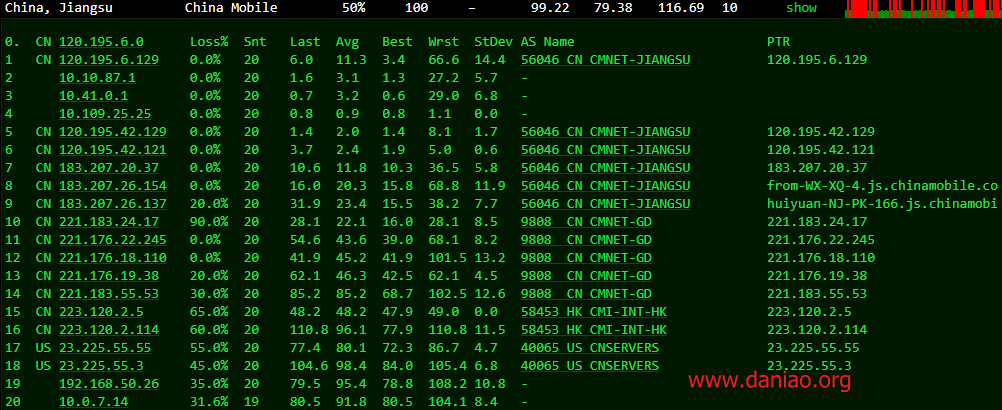 China, Jiangsu China Mobile 50% 100 – 99.22 79.38 116.69 10 show
0. CN 120.195.6.0 Loss% Snt Last Avg Best Wrst StDev AS Name PTR
1 CN 120.195.6.129 0.0% 20 6.0 11.3 3.4 66.6 14.4 56046 CN CMNET-JIANGSU 120.195.6.129
2 10.10.87.1 0.0% 20 1.6 3.1 1.3 27.2 5.7 -
3 10.41.0.1 0.0% 20 0.7 3.2 0.6 29.0 6.8 -
4 10.109.25.25 0.0% 20 0.8 0.9 0.8 1.1 0.0 -
5 CN 120.195.42.129 0.0% 20 1.4 2.0 1.4 8.1 1.7 56046 CN CMNET-JIANGSU 120.195.42.129
6 CN 120.195.42.121 0.0% 20 3.7 2.4 1.9 5.0 0.6 56046 CN CMNET-JIANGSU 120.195.42.121
7 CN 183.207.20.37 0.0% 20 10.6 11.8 10.3 36.5 5.8 56046 CN CMNET-JIANGSU 183.207.20.37
8 CN 183.207.26.154 0.0% 20 16.0 20.3 15.8 68.8 11.9 56046 CN CMNET-JIANGSU from-WX-XQ-4.js.chinamobile.co
9 CN 183.207.26.137 20.0% 20 31.9 23.4 15.5 38.2 7.7 56046 CN CMNET-JIANGSU huiyuan-NJ-PK-166.js.chinamobi
10 CN 221.183.24.17 90.0% 20 28.1 22.1 16.0 28.1 8.5 9808 CN CMNET-GD 221.183.24.17
11 CN 221.176.22.245 0.0% 20 54.6 43.6 39.0 68.1 8.2 9808 CN CMNET-GD 221.176.22.245
12 CN 221.176.18.110 0.0% 20 41.9 45.2 41.9 101.5 13.2 9808 CN CMNET-GD 221.176.18.110
13 CN 221.176.19.38 20.0% 20 62.1 46.3 42.5 62.1 4.5 9808 CN CMNET-GD 221.176.19.38
14 CN 221.183.55.53 30.0% 20 85.2 85.2 68.7 102.5 12.6 9808 CN CMNET-GD 221.183.55.53
15 CN 223.120.2.5 65.0% 20 48.2 48.2 47.9 49.0 0.0 58453 HK CMI-INT-HK 223.120.2.5
16 CN 223.120.2.114 60.0% 20 110.8 96.1 77.9 110.8 11.5 58453 HK CMI-INT-HK 223.120.2.114
17 US 23.225.55.55 55.0% 20 77.4 80.1 72.3 86.7 4.7 40065 US CNSERVERS 23.225.55.55
18 US 23.225.55.3 45.0% 20 104.6 98.4 84.0 105.4 6.8 40065 US CNSERVERS 23.225.55.3
19 192.168.50.26 35.0% 20 79.5 95.4 78.8 108.2 10.8 -
www.daniao.org
20 10.0.7.14 31.6% 19 80.5 91.8 80.5 104.1 8.4 -